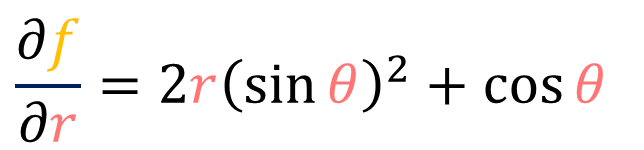 ∂f/∂r = 2r(sin θ)² + cos θ